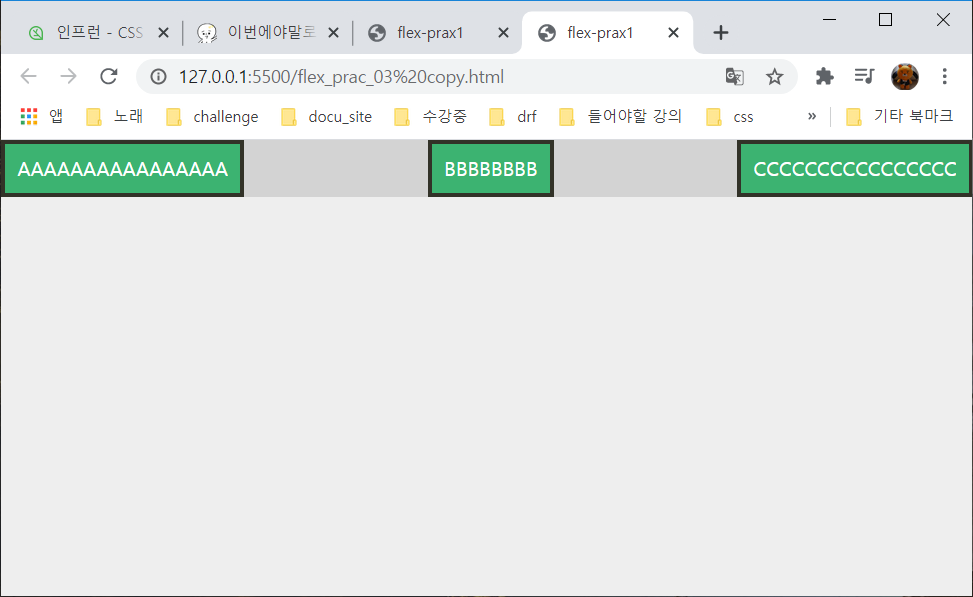 인프런 - CSS 이번에야말로 flex-prax1 flex-prax1
127.0.0.1:5500/flex_prac_03%20copy.html
앱 노래 challenge docu_site 수강중 drf 들어야할 강의 css » 기타 북마크
AAAAAAAAAAAAAAAA BBBBBBBB CCCCCCCCCCCCCCCC